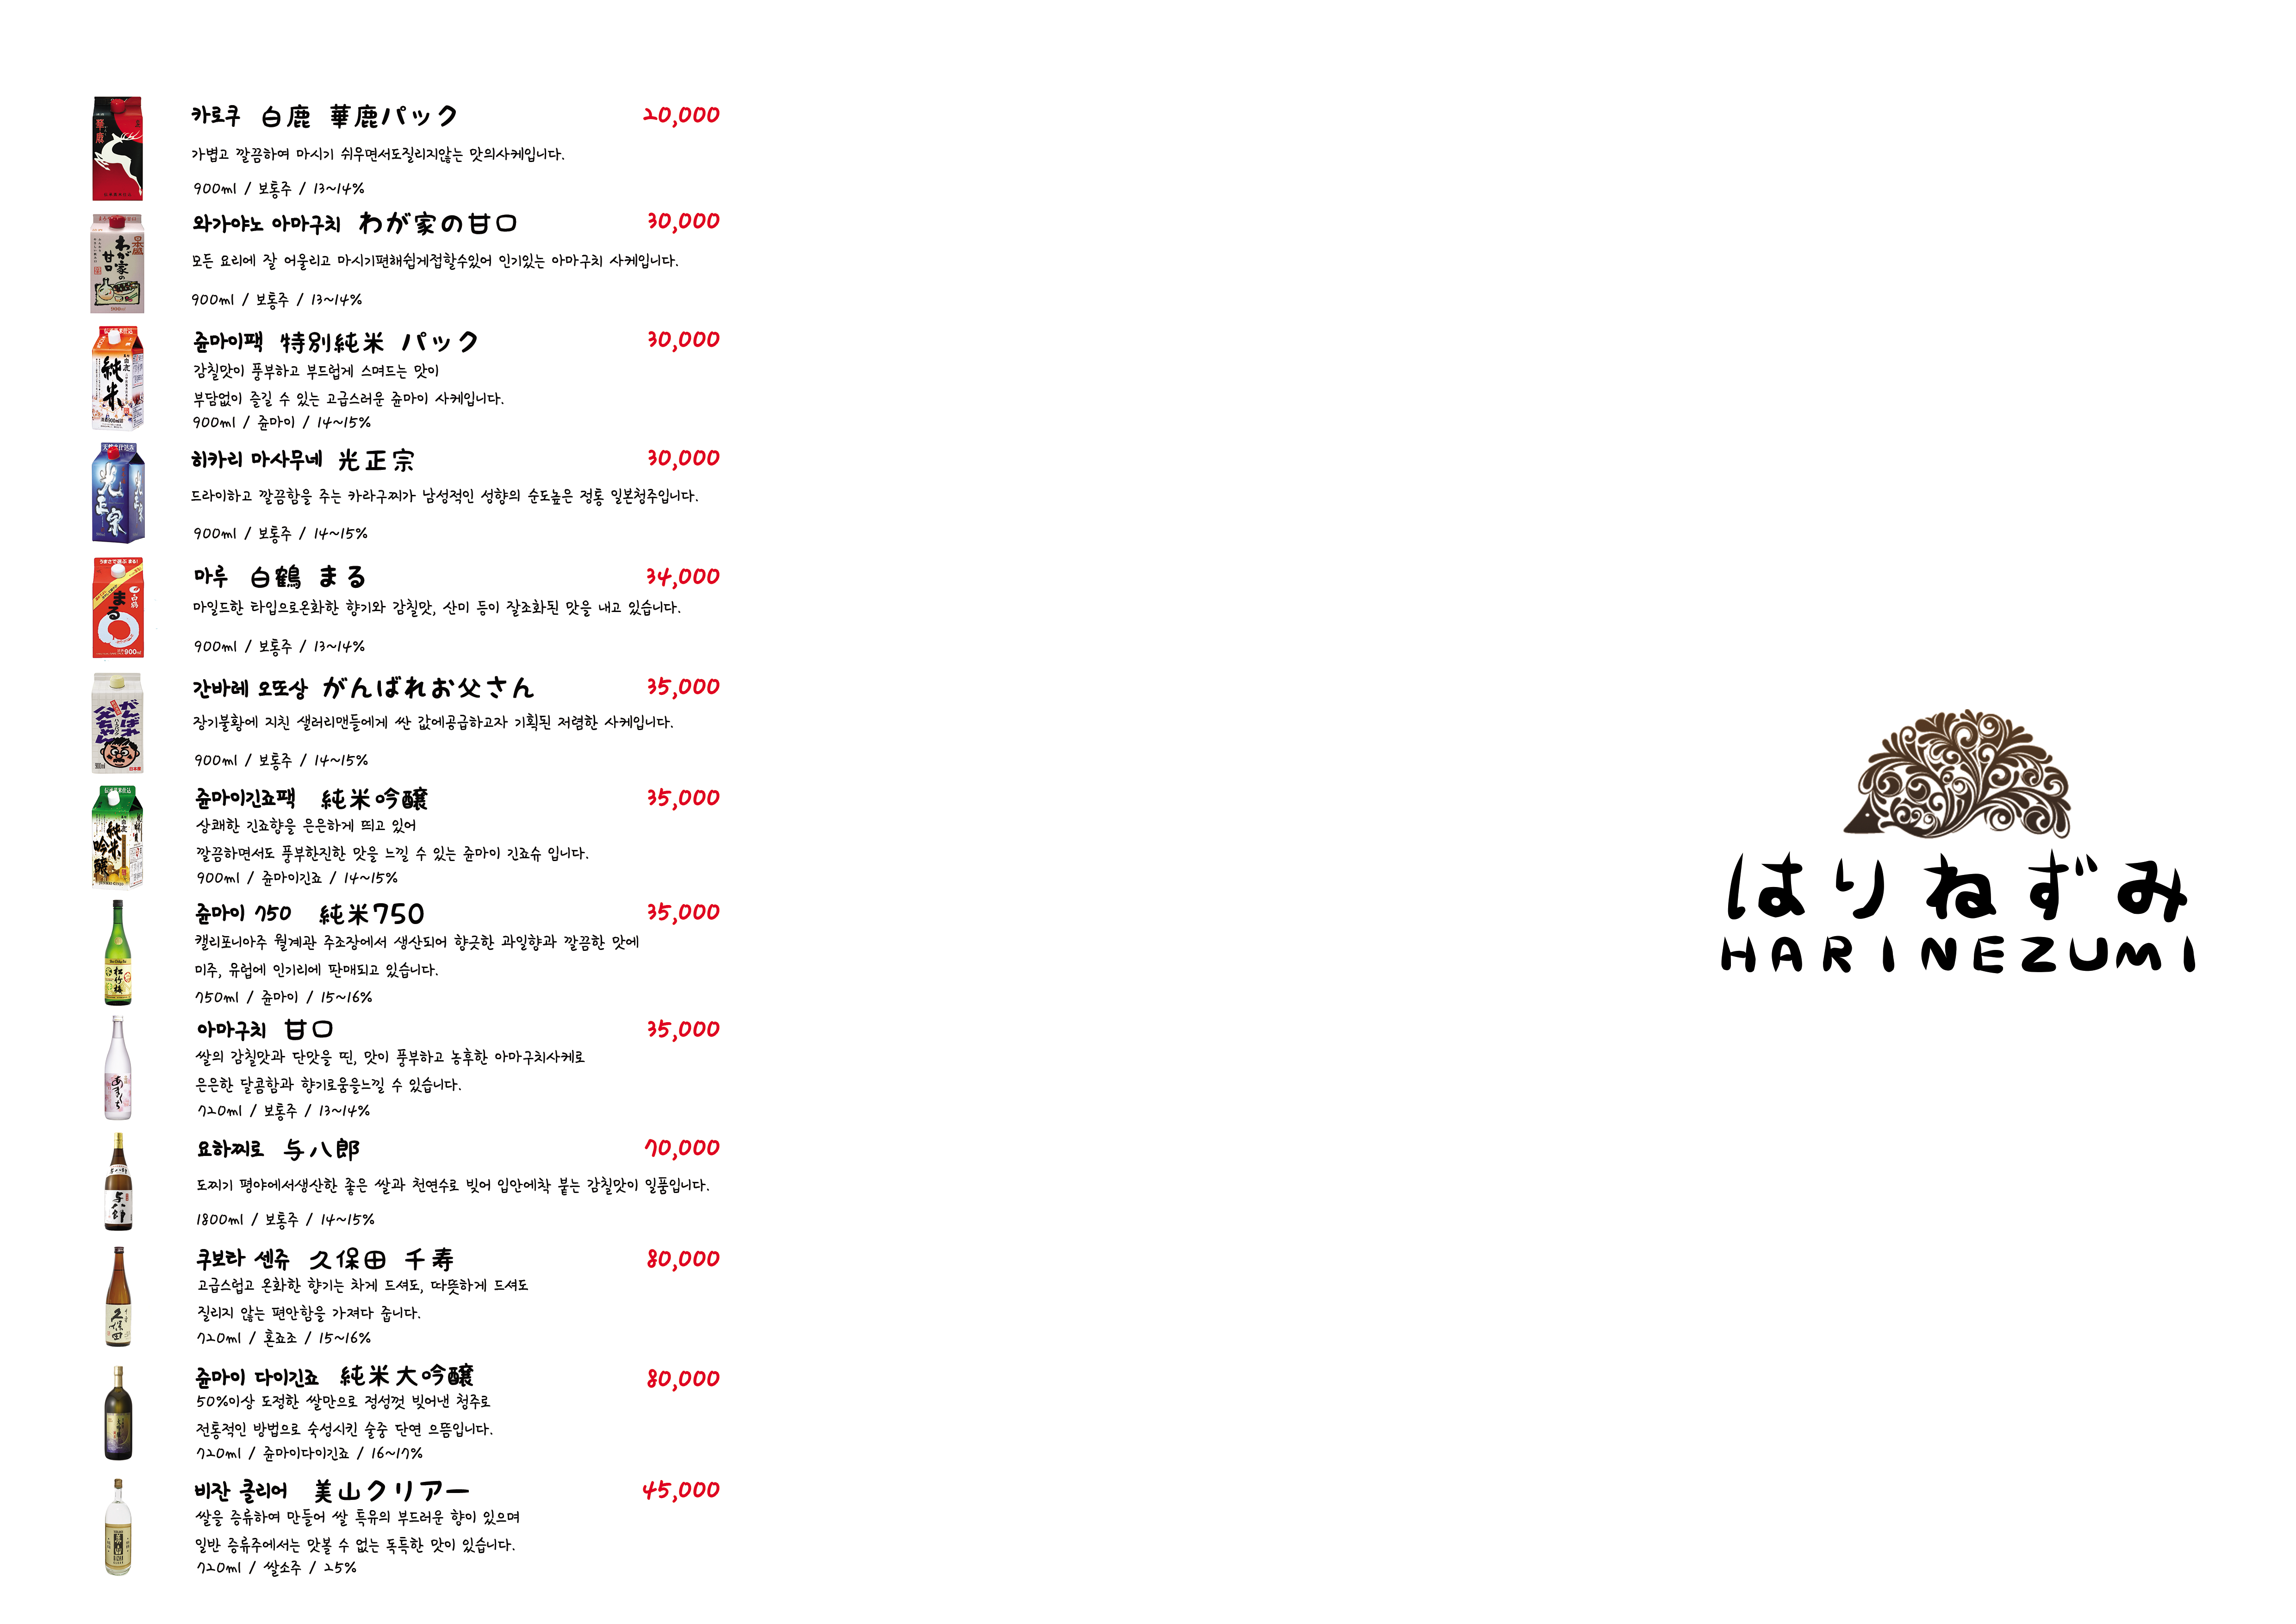 카로쿠 白鹿 華鹿パック 20,000
가볍고 깔끔하여 마시기 쉬우면서도질리지않는 맛의사케입니다.
900ml / 보통주 / 13~14%
와가야노 아마구치 わが家の甘口 30,000
모든 요리에 잘 어울리고 마시기편해쉽게접할수있어 인기있는 아마구치 사케입니다.
900ml / 보통주 / 13~14%
쥰마이팩 特別純米 パック 30,000
감칠맛이 풍부하고 부드럽게 스며드는 맛이
부담없이 즐길 수 있는 고급스러운 쥰마이 사케입니다.
900ml / 쥰마이 / 14~15%
히카리 마사무네 光正宗 30,000
드라이하고 깔끔함을 주는 카라구찌가 남성적인 성향의 순도높은 정통 일본청주입니다.
900ml / 보통주 / 14~15%
마루 白鶴 まる 34,000
마일드한 타입으로온화한 향기와 감칠맛, 산미 등이 잘조화된 맛을 내고 있습니다.
900ml / 보통주 / 13~14%
간바레 오또상 がんばれお父さん 35,000
장기불황에 지친 샐러리맨들에게 싼 값에공급하고자 기획된 저렴한 사케입니다.
900ml / 보통주 / 14~15%
쥰마이긴죠팩 純米吟醸 35,000
상쾌한 긴죠향을 은은하게 띄고 있어
깔끔하면서도 풍부한진한 맛을 느낄 수 있는 쥰마이 긴죠슈 입니다.
900ml / 쥰마이긴죠 / 14~15%
쥰마이 750 純米750 35,000
캘리포니아주 월계관 주조장에서 생산되어 향긋한 과일향과 깔끔한 맛에
미주, 유럽에 인기리에 판매되고 있습니다.
750ml / 쥰마이 / 15~16%
아마구치 甘口 35,000
쌀의 감칠맛과 단맛을 띤, 맛이 풍부하고 농후한 아마구치사케로
은은한 달콤함과 향기로움을느낄 수 있습니다.
720ml / 보통주 / 13~14%
요하찌로 与八郎 70,000
도찌기 평야에서생산한 좋은 쌀과 천연수로 빚어 입안에착 붙는 감칠맛이 일품입니다.
1800ml / 보통주 / 14~15%
쿠보라 센쥬 久保田 千寿 80,000
고급스럽고 온화한 향기는 차게 드셔도, 따뜻하게 드셔도
질리지 않는 편안함을 가져다 줍니다.
720ml / 혼죠조 / 15~16%
쥰마이 다이긴죠 純米大吟醸 80,000
50%이상 도정한 쌀만으로 정성껏 빚어낸 청주로
전통적인 방법으로 숙성시킨 술중 단연 으뜸입니다.
720ml / 쥰마이다이긴죠 / 16~17%
비잔 클리어 美山クリアー 45,000
쌀을 증류하여 만들어 쌀 특유의 부드러운 향이 있으며
일반 증류주에서는 맛볼 수 없는 독특한 맛이 있습니다.
720ml / 쌀소주 / 25%
はりねずみ
HARINEZUMI